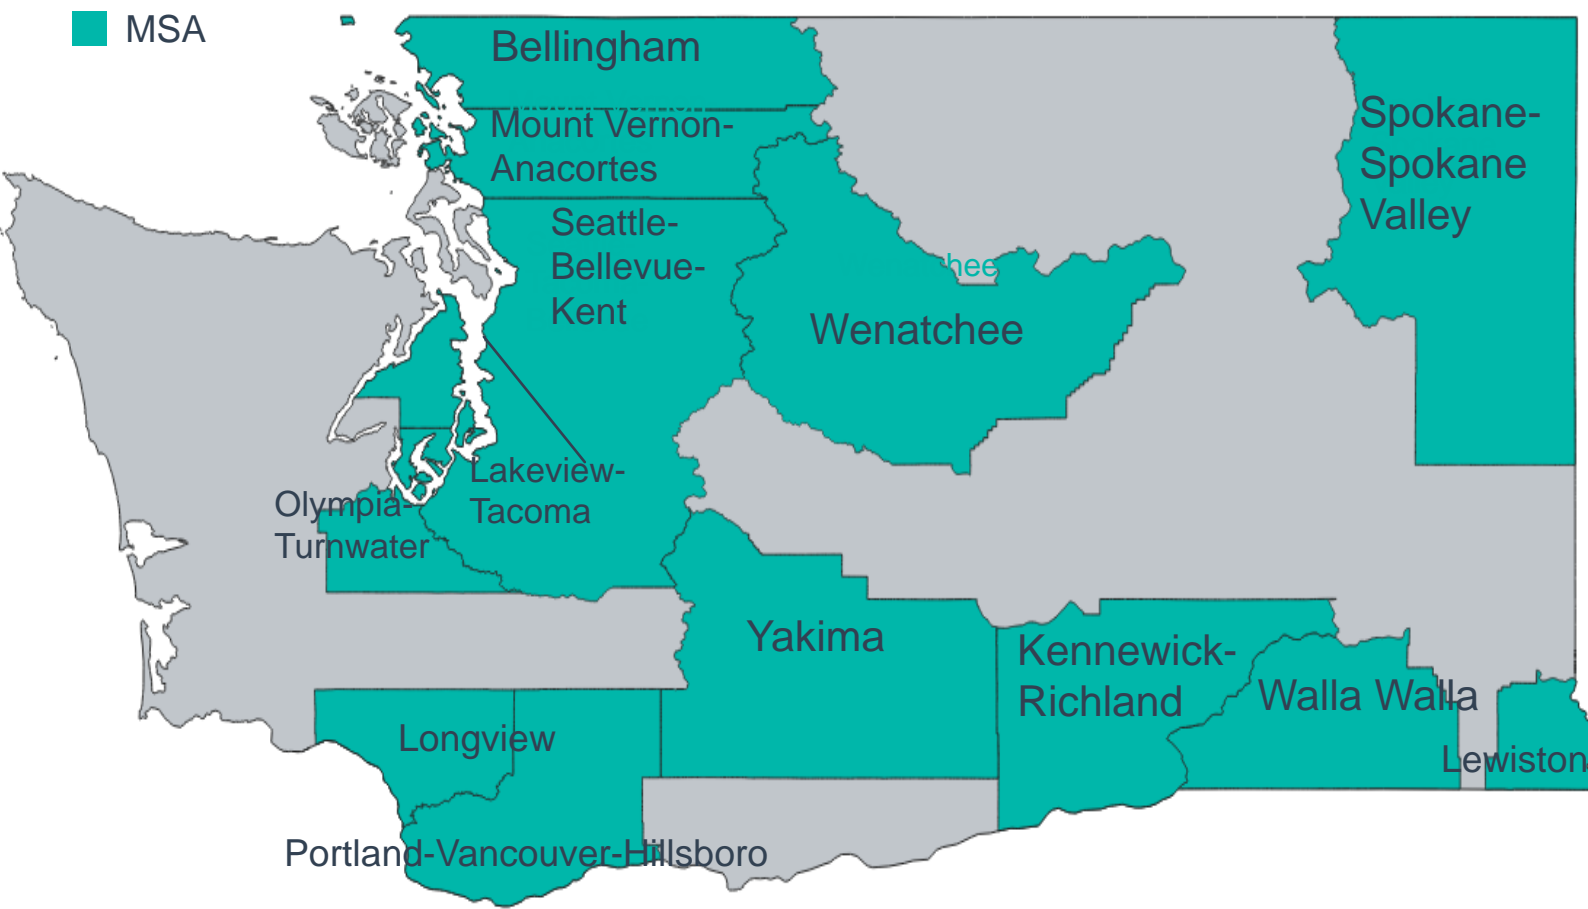 MSA
Bellingham
Mount Vernon-
Anacortes
Spokane-
Spokane
Valley
Seattle-
Bellevue-
Kent
Wenatchee
Lakeview-
Tacoma
Olympia-
Turnwater
Yakima
Kennewick-
Richland
Walla Walla
Longview
Lewiston
Portland-Vancouver-Hillsboro